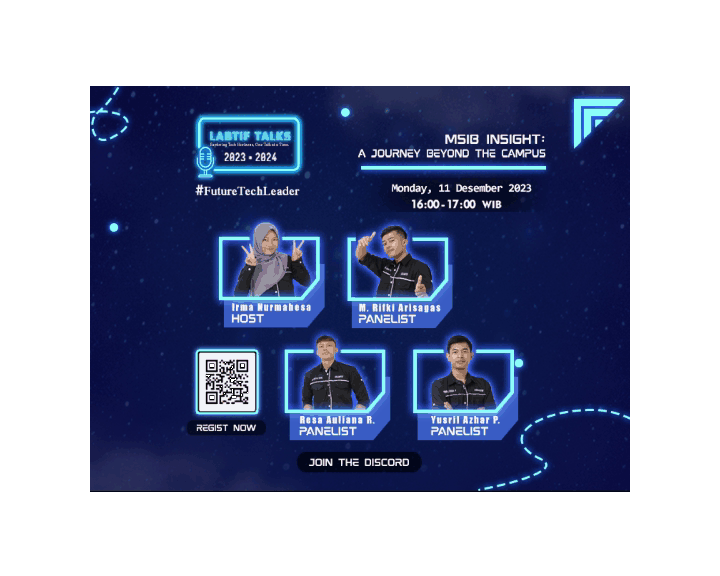 LABTIF TALKS
Exploring Tech Horizons, One Talk at a Time.
2023 - 2024
#FutureTechLeader
MSIB INSIGHT:
A JOURNEY BEYOND THE CAMPUS
Monday, 11 Desember 2023
16:00 - 17:00 WIB
Irma Nurmahesa
HOST
M. Rifki Arisagas
PANELIST
Resa Auliana R.
PANELIST
Yusril Azhar P.
PANELIST
REGIST NOW
JOIN THE DISCORD